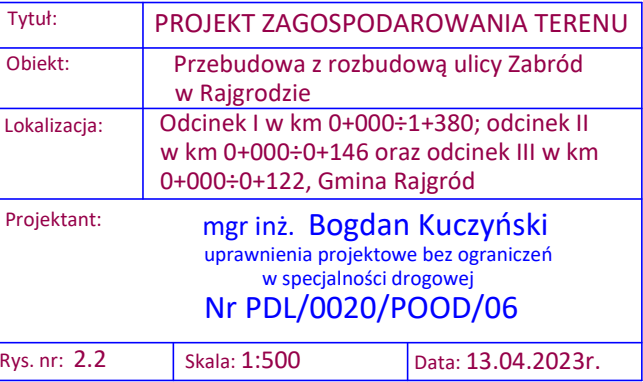 Tytuł: PROJEKT ZAGOSPODAROWANIA TERENU
Obiekt: Przebudowa z rozbudową ulicy Zabród
w Rajgrodzie
Lokalizacja: Odcinek I w km 0+000÷1+380; odcinek II
w km 0+000÷0+146 oraz odcinek III w km
0+000÷0+122, Gmina Rajgród
Projektant: mgr inż. Bogdan Kuczyński
uprawnienia projektowe bez ograniczeń
w specjalności drogowej
Nr PDL/0020/POOD/06
Rys. nr: 2.2 Skala: 1:500 Data: 13.04.2023r.